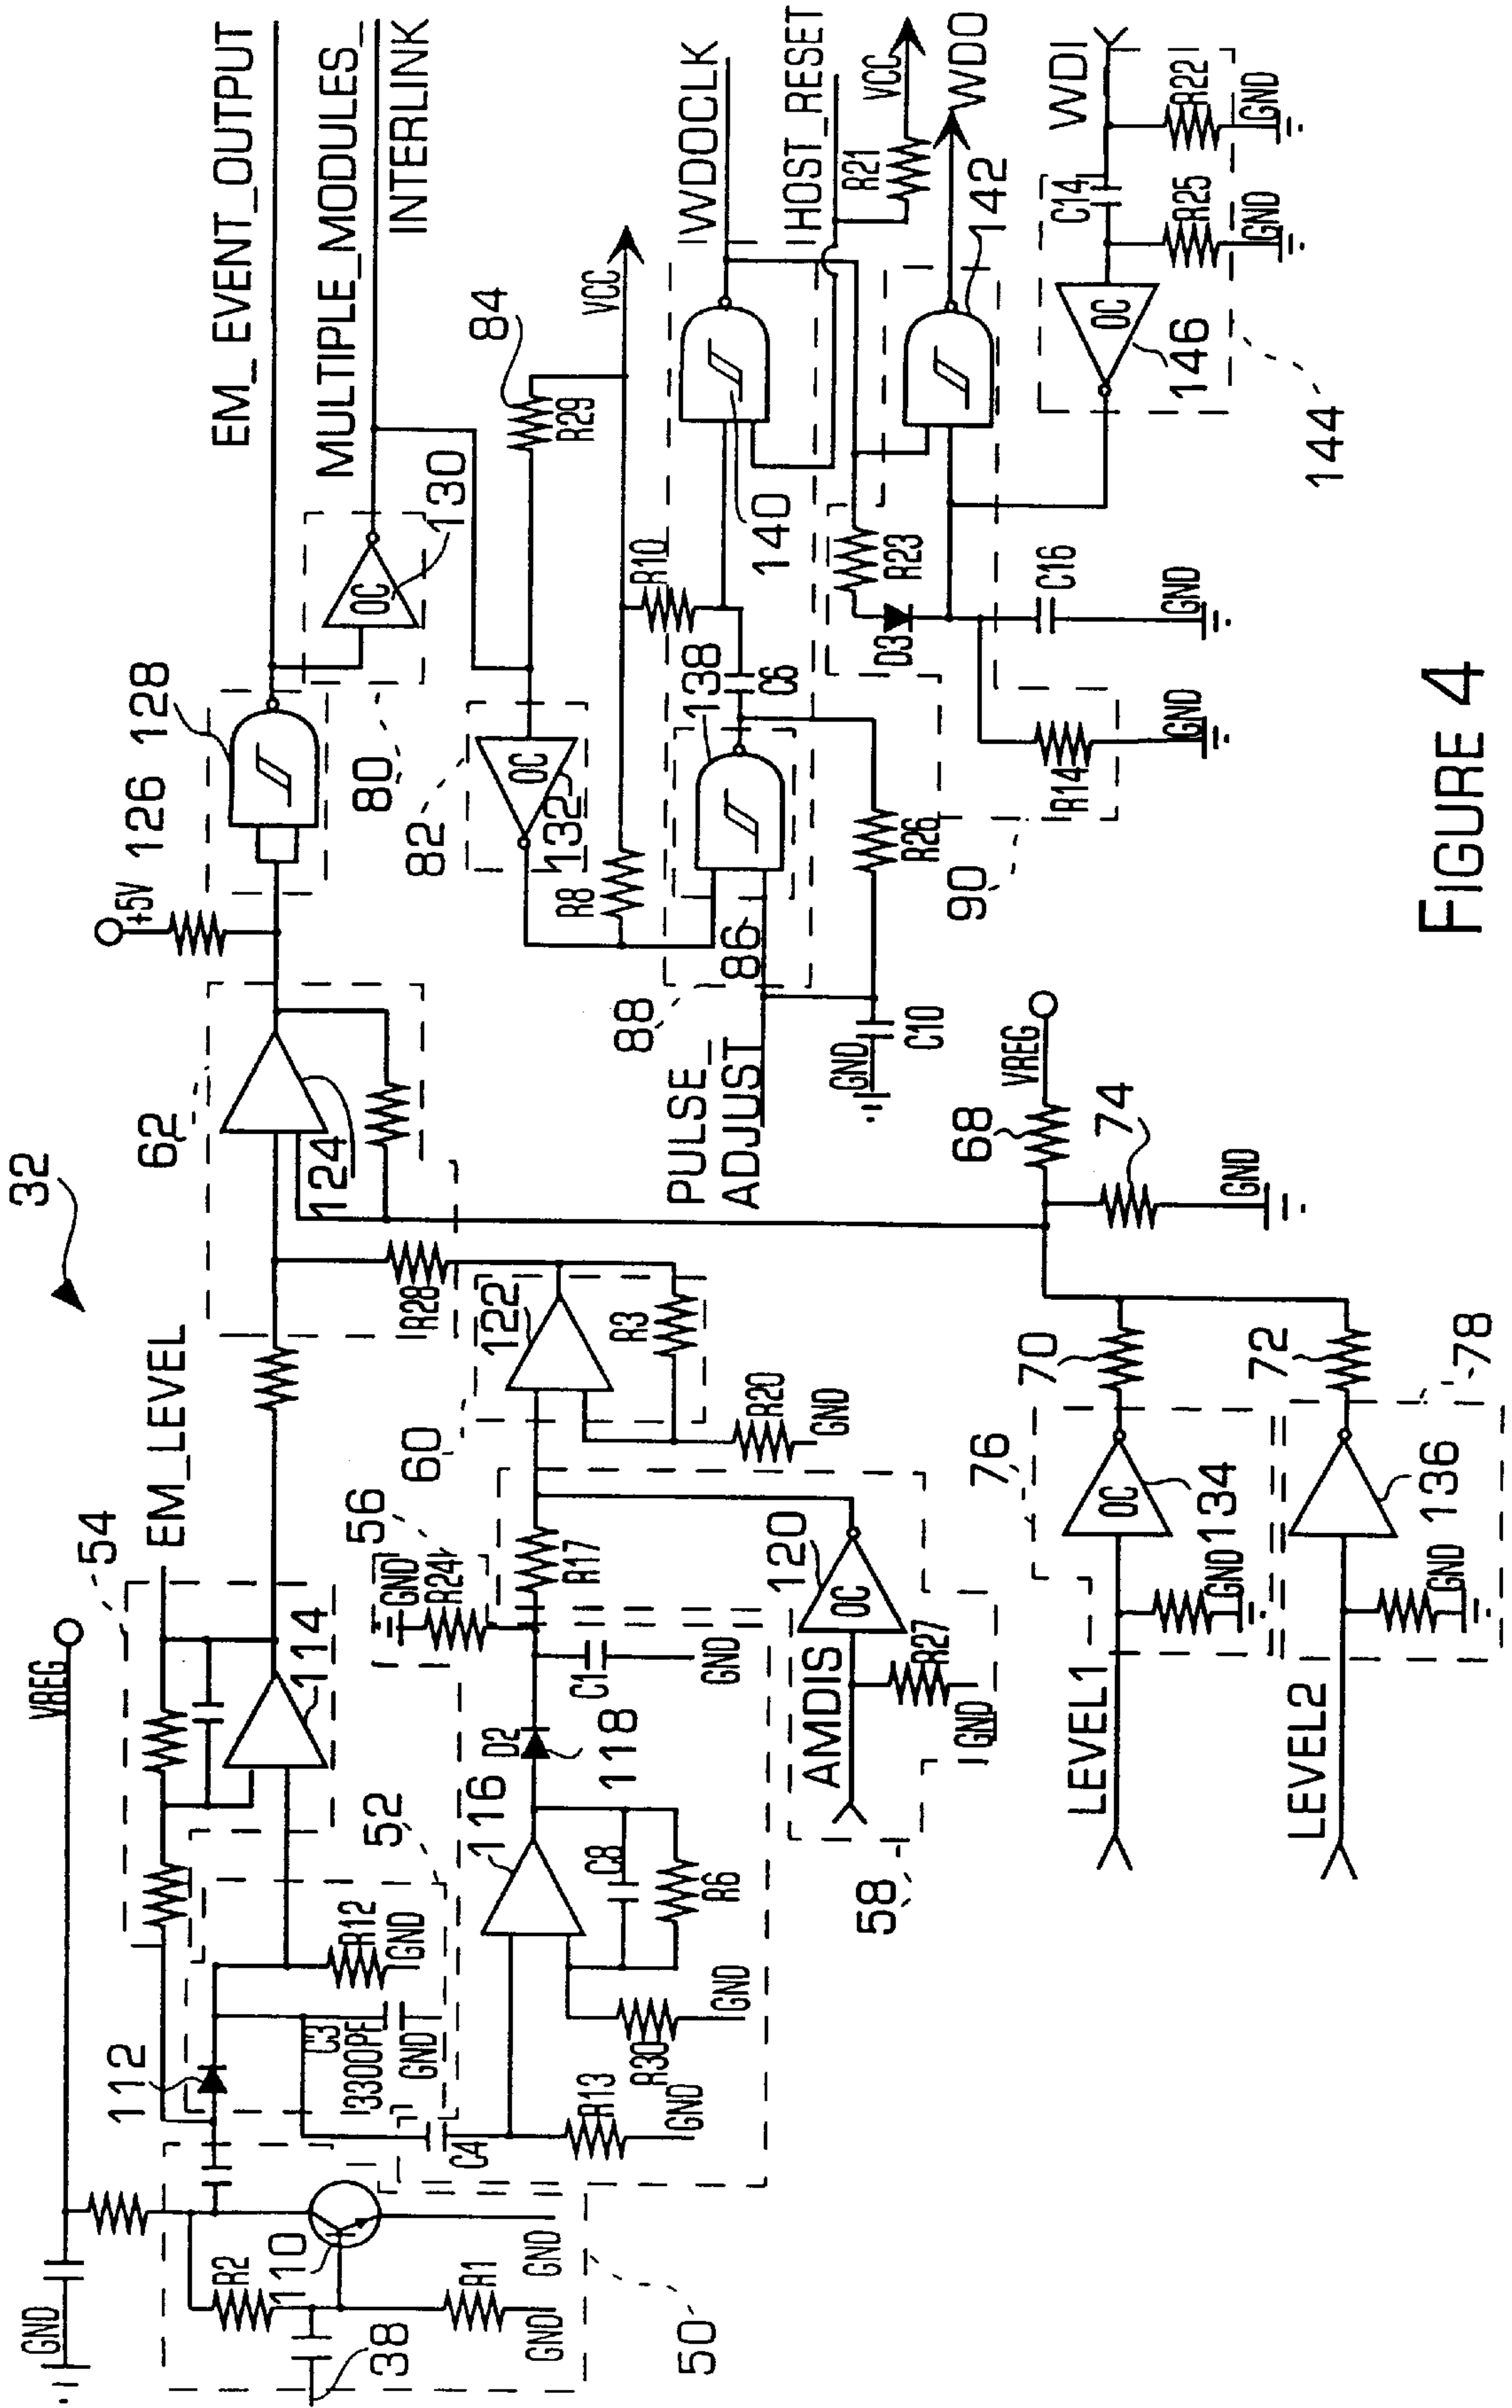 32
EM_EVENT_OUTPUT
MULTIPLE_MODULES_
INTERLINK
+5V
126
128
130
80
62
124
EM_LEVEL
54
VREG
114
112
GND
R2
110
R1
GND
GND
38
50
52
R12
GND
C3
3300PF
GND
C4
R13
GND
R30
GND
116
C8
R6
D2
118
C1
GND
GND
R24
56
R17
60
122
R3
R28
R20
GND
120
OC
AMDIS
R27
GND
58
82
OC
132
84
R29
VCC
R8
R10
138
C6
86
88
PULSE_
ADJUST
GND
C10
R26
140
WDOCLK
HOST_RESET
R21
VCC
WDO
142
R23
D3
C16
GND
R14
GND
90
WDI
C14
R22
GND
R25
GND
OC
146
144
OC
68
VREG
74
GND
70
72
76
78
OC
134
GND
LEVEL1
136
GND
LEVEL2
FIGURE 4